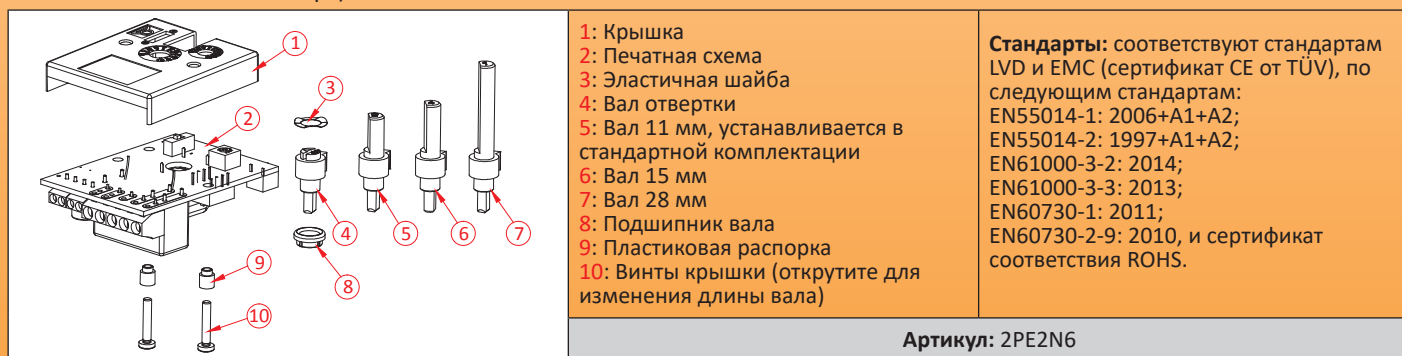 1
2
3
4
5
6
7
8
9
10
1: Крышка
2: Печатная схема
3: Эластичная шайба
4: Вал отвертки
5: Вал 11 мм, устанавливается в
стандартной комплектации
6: Вал 15 мм
7: Вал 28 мм
8: Подшипник вала
9: Пластиковая распорка
10: Винты крышки (открутите для
изменения длины вала)
Стандарты: соответствуют стандартам
LVD и EMC (сертификат CE от TÜV), по
следующим стандартам:
EN55014-1: 2006+A1+A2;
EN55014-2: 1997+A1+A2;
EN61000-3-2: 2014;
EN61000-3-3: 2013;
EN60730-1: 2011;
EN60730-2-9: 2010, и сертификат
соответствия ROHS.
Артикул: 2PE2N6